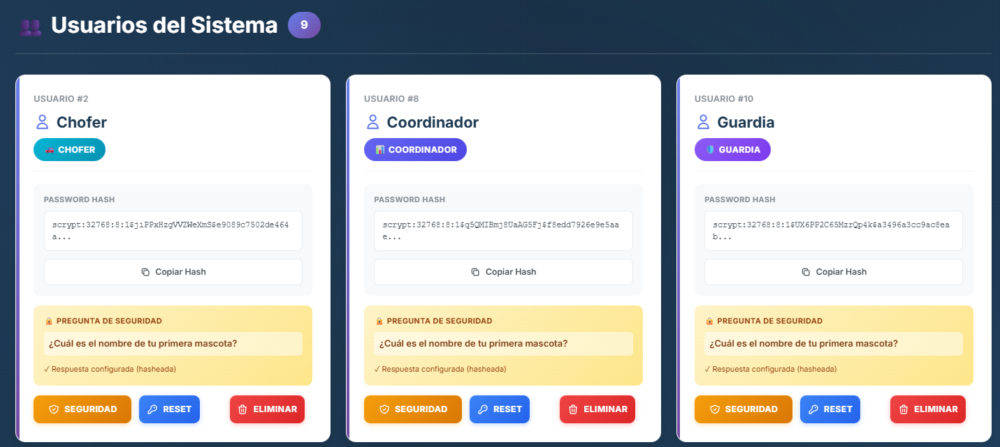 Usuarios del Sistema 9
USUARIO #2
Chofer
CHOFER
PASSWORD HASH
scrypt:32768:8:1$jiPPxHzgVVZWeXmS$e9089c7502de464
a...
Copiar Hash
PREGUNTA DE SEGURIDAD
¿Cuál es el nombre de tu primera mascota?
✓ Respuesta configurada (hasheada)
SEGURIDAD RESET ELIMINAR
USUARIO #8
Coordinador
COORDINADOR
PASSWORD HASH
scrypt:32768:8:1$q5QMIBmj8UaAG5Fj$f8edd7926e9e5aa
e...
Copiar Hash
PREGUNTA DE SEGURIDAD
¿Cuál es el nombre de tu primera mascota?
✓ Respuesta configurada (hasheada)
SEGURIDAD RESET ELIMINAR
USUARIO #10
Guardia
GUARDIA
PASSWORD HASH
scrypt:32768:8:1$UX6PP2C65MzrQp4k$a3496a3cc9ac8ea
b...
Copiar Hash
PREGUNTA DE SEGURIDAD
¿Cuál es el nombre de tu primera mascota?
✓ Respuesta configurada (hasheada)
SEGURIDAD RESET ELIMINAR